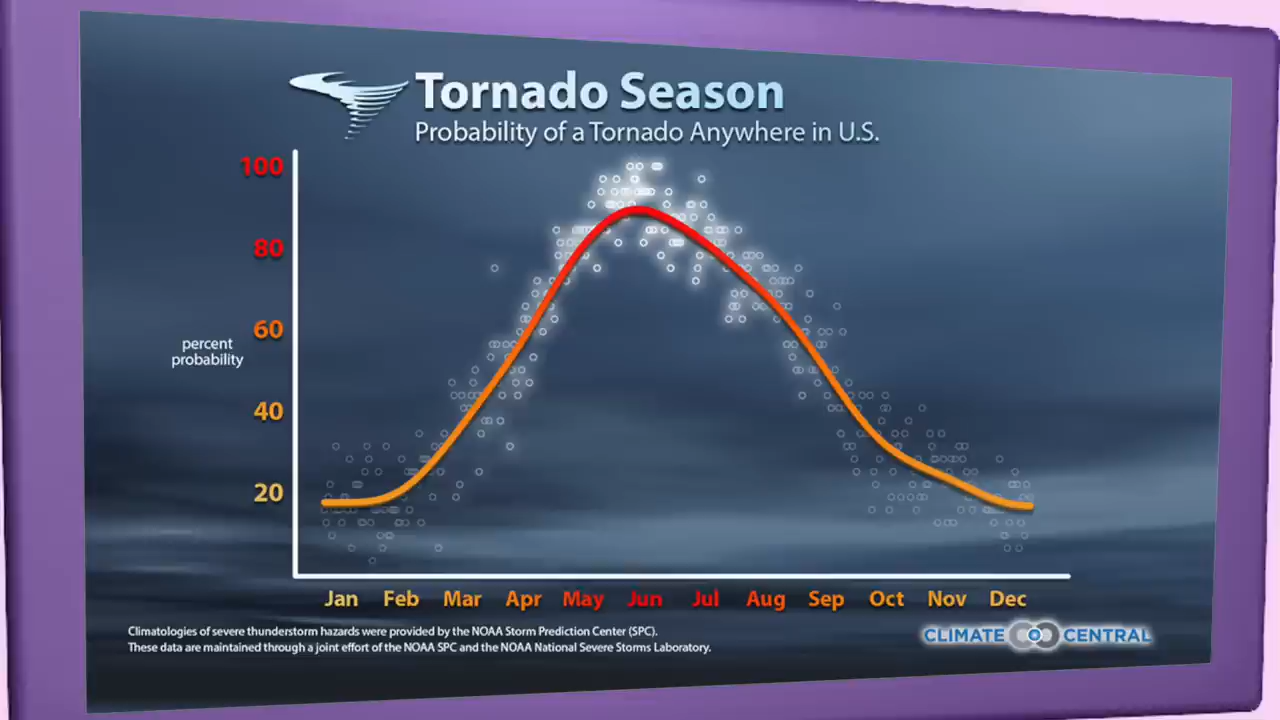 Tornado Season
Probability of a Tornado Anywhere in U.S.
100
80
60
percent
probability
40
20
Jan Feb Mar Apr May Jun Jul Aug Sep Oct Nov Dec
Climatologies of severe thunderstorm hazards were provided by the NOAA Storm Prediction Center (SPC).
These data are maintained through a joint effort of the NOAA SPC and the NOAA National Severe Storms Laboratory.
CLIMATE CENTRAL